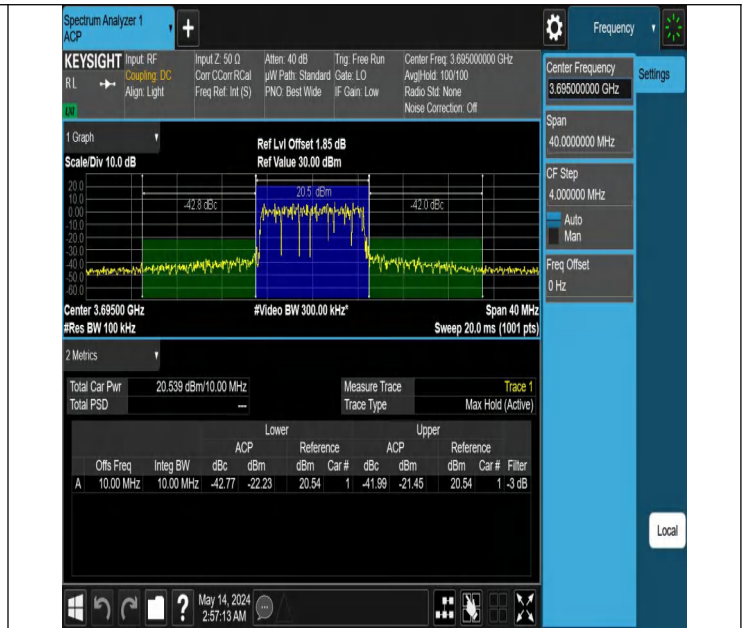 Spectrum Analyzer 1
ACP
+
Frequency
KEYSIGHT Input: RF Input Z: 50 Ω Atten: 40 dB Trig: Free Run Center Freq: 3.695000000 GHz
RL Coupling: DC Corr CCorr RCal µW Path: Standard Gate: LO Avg|Hold: 100/100
Align: Light Freq Ref: Int (S) PNO: Best Wide IF Gain: Low Radio Std: None
Noise Correction: Off
LXI
Center Frequency
3.695000000 GHz
Settings
Span
40.0000000 MHz
CF Step
4.000000 MHz
Auto
Man
Freq Offset
0 Hz
Local
1 Graph
Ref Lvl Offset 1.85 dB
Scale/Div 10.0 dB Ref Value 30.00 dBm
20.0
10.0
0.00
-10.0
-20.0
-30.0
-40.0
-50.0
-60.0
-42.8 dBc 20.5 dBm -42.0 dBc
Center 3.69500 GHz #Video BW 300.00 kHz* Span 40 MHz
#Res BW 100 kHz Sweep 20.0 ms (1001 pts)
2 Metrics
Total Car Pwr 20.539 dBm/10.00 MHz Measure Trace Trace 1
Total PSD --- Trace Type Max Hold (Active)
Lower Upper
ACP Reference ACP Reference
Offs Freq Integ BW dBc dBm dBm Car # dBc dBm dBm Car # Filter
A 10.00 MHz 10.00 MHz -42.77 -22.23 20.54 1 -41.99 -21.45 20.54 1 -3 dB
? May 14, 2024
2:57:13 AM